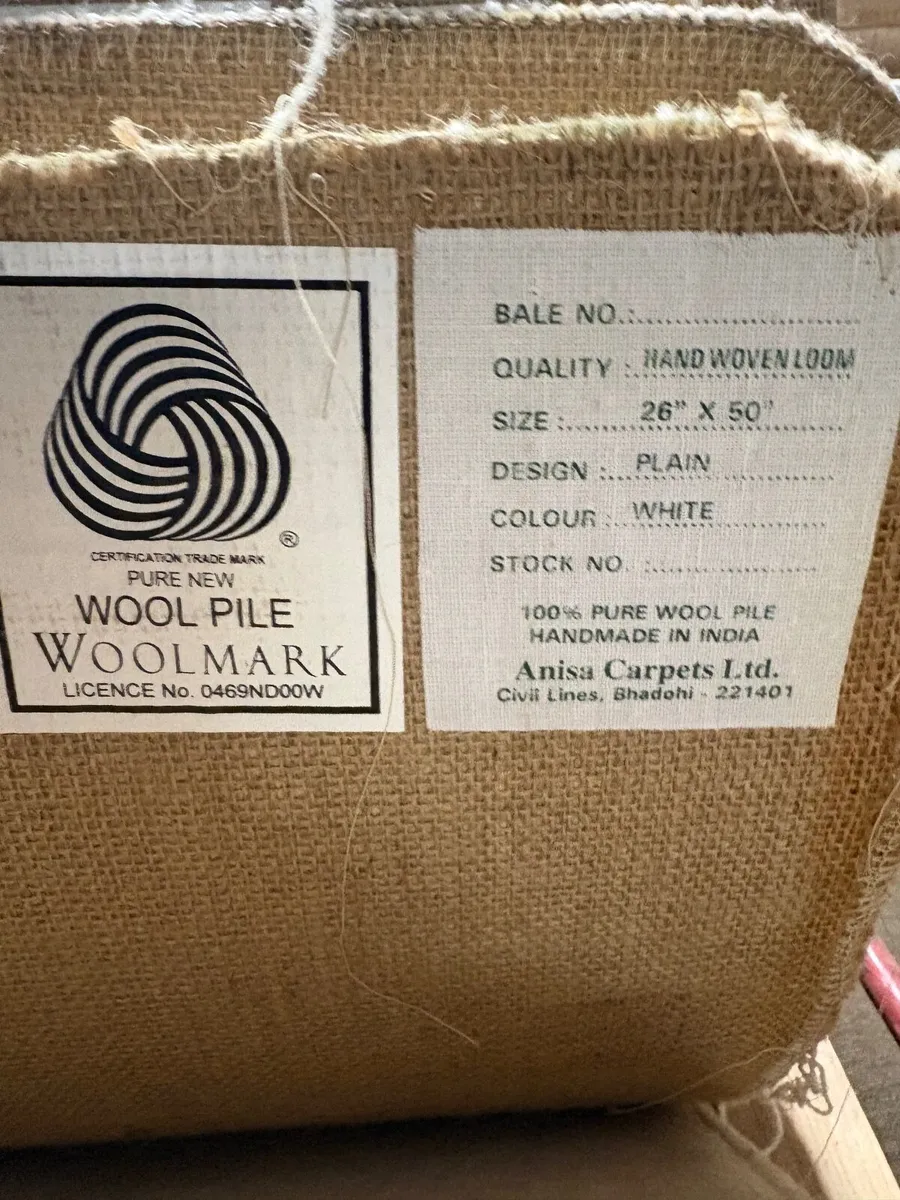 ®
CERTIFICATION TRADE MARK
PURE NEW
WOOL PILE
WOOLMARK
LICENCE No. 0469ND00W
BALE NO.:
QUALITY : HAND WOVEN LOOM
SIZE : 26" X 50"
DESIGN : PLAIN
COLOUR : WHITE
STOCK NO. :
100% PURE WOOL PILE
HANDMADE IN INDIA
Anisa Carpets Ltd.
Civil Lines, Bhadohi - 221401